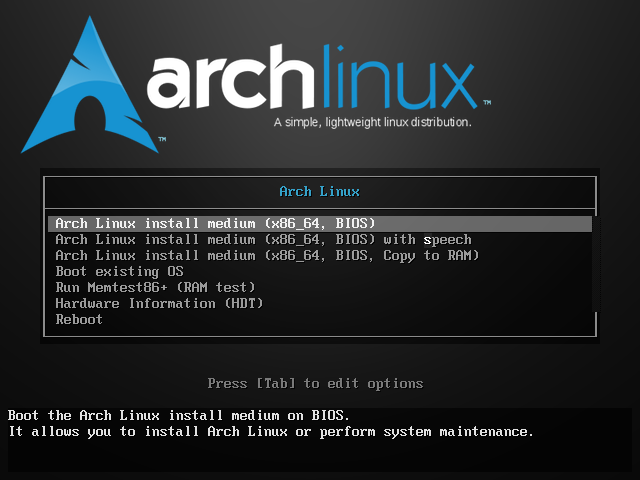 archlinux™
A simple, lightweight linux distribution.
™
Arch Linux
Arch Linux install medium (x86_64, BIOS)
Arch Linux install medium (x86_64, BIOS) with speech
Arch Linux install medium (x86_64, BIOS, Copy to RAM)
Boot existing OS
Run Memtest86+ (RAM test)
Hardware Information (HDT)
Reboot
Press [Tab] to edit options
Boot the Arch Linux install medium on BIOS.
It allows you to install Arch Linux or perform system maintenance.